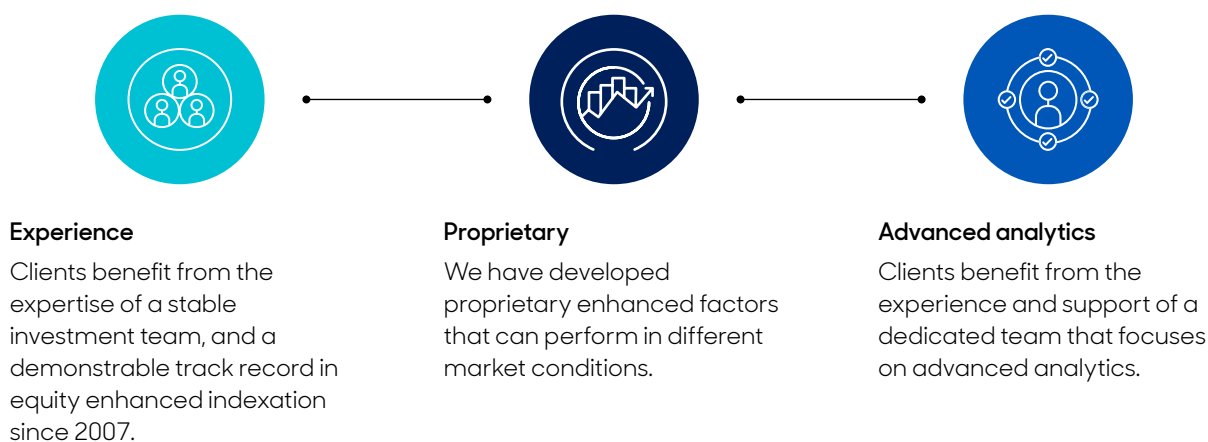 Experience
Clients benefit from the
expertise of a stable
investment team, and a
demonstrable track record in
equity enhanced indexation
since 2007.
Proprietary
We have developed
proprietary enhanced factors
that can perform in different
market conditions.
Advanced analytics
Clients benefit from the
experience and support of a
dedicated team that focuses
on advanced analytics.